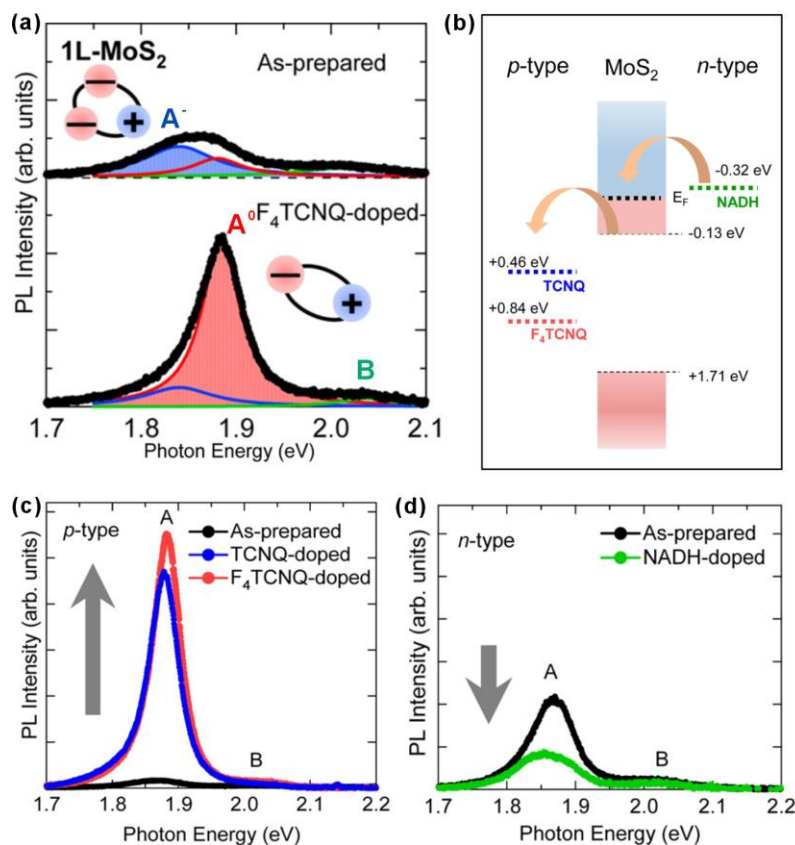 (a)
1L-MoS₂
As-prepared
A⁻
A⁰
F₄TCNQ-doped
B
PL Intensity (arb. units)
1.7 1.8 1.9 2.0 2.1
Photon Energy (eV)
(b)
p-type MoS₂ n-type
-0.32 eV
NADH
E_F
-0.13 eV
+0.46 eV
TCNQ
+0.84 eV
F₄TCNQ
+1.71 eV
(c)
p-type
A
As-prepared
TCNQ-doped
F₄TCNQ-doped
B
PL Intensity (arb. units)
1.7 1.8 1.9 2.0 2.1 2.2
Photon Energy (eV)
(d)
n-type
As-prepared
NADH-doped
A
B
PL Intensity (arb. units)
1.7 1.8 1.9 2.0 2.1 2.2
Photon Energy (eV)